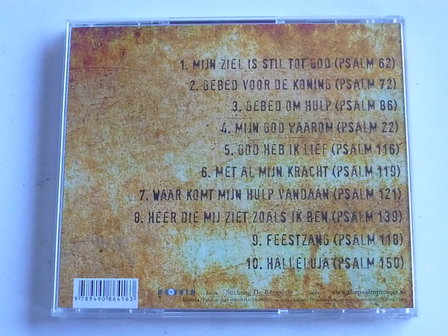 1. MIJN ZIEL IS STIL TOT GOD (PSALM 62)
2. GEBED VOOR DE KONING (PSALM 72)
3. GEBED OM HULP (PSALM 86)
4. MIJN GOD WAAROM (PSALM 22)
5. GOD HEB IK LIEF (PSALM 116)
6. MET AL MIJN KRACHT (PSALM 119)
7. WAAR KOMT MIJN HULP VANDAAN (PSALM 121)
8. HEER DIE MIJ ZIET ZOALS IK BEN (PSALM 139)
9. FEESTZANG (PSALM 118)
10. HALLELUJA (PSALM 150)
9789490864163